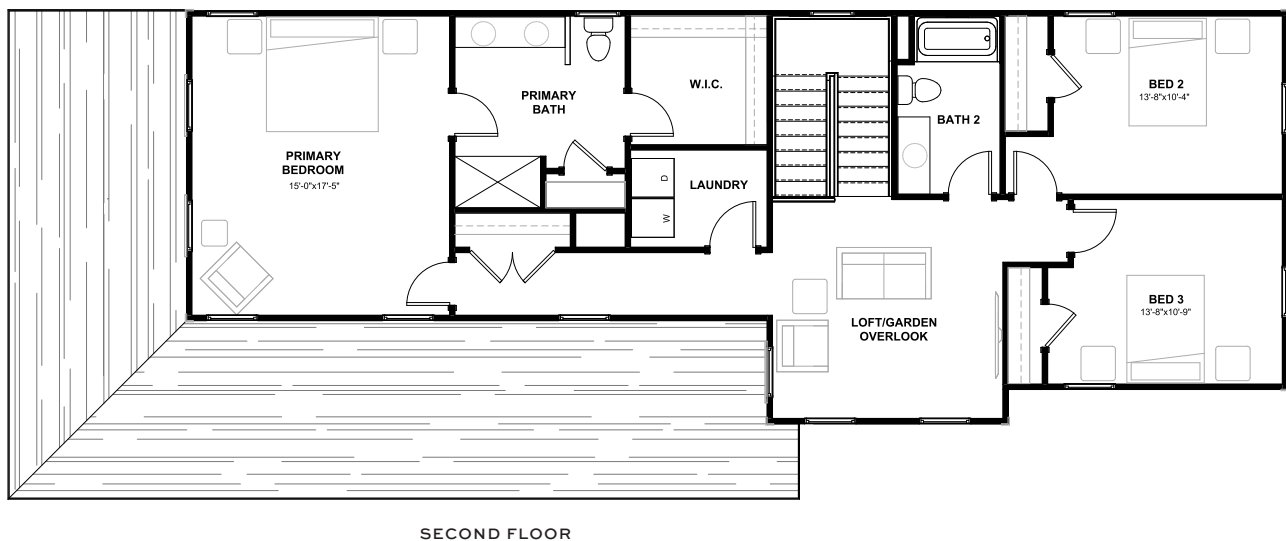 PRIMARY
BEDROOM
15'-0"x17'-5"
PRIMARY
BATH
W.I.C.
D
W
LAUNDRY
BATH 2
BED 2
13'-8"x10'-4"
LOFT/GARDEN
OVERLOOK
BED 3
13'-8"x10'-9"
SECOND FLOOR